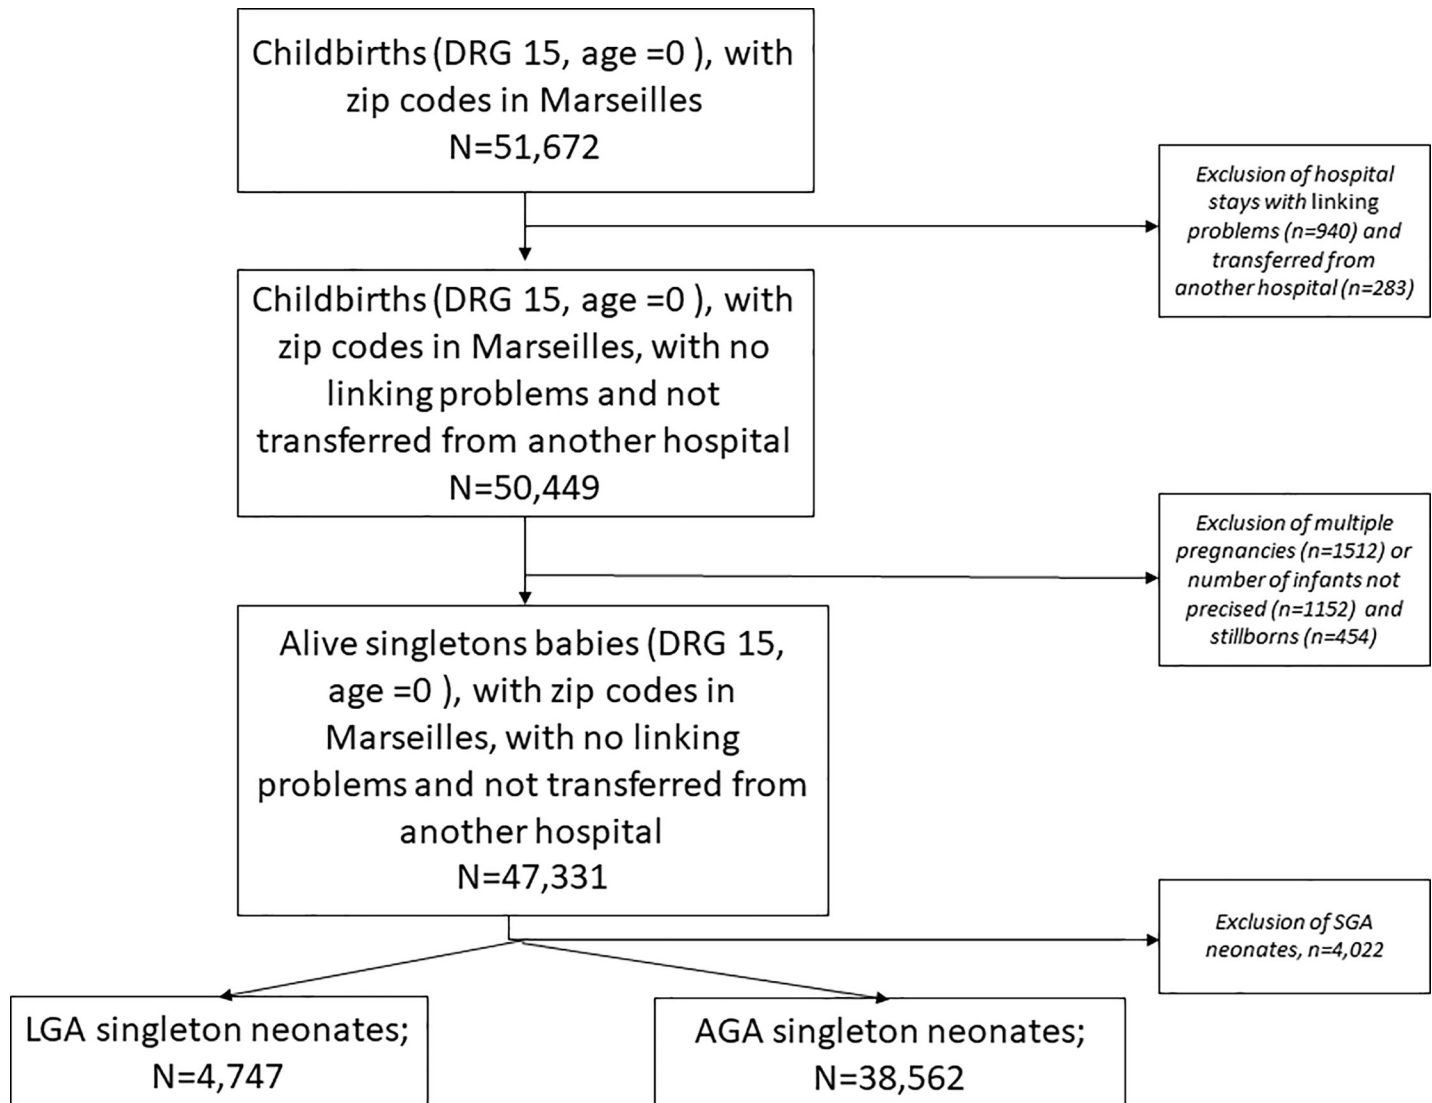 Childbirths (DRG 15, age =0 ), with
zip codes in Marseilles
N=51,672
Exclusion of hospital
stays with linking
problems (n=940) and
transferred from
another hospital (n=283)
Childbirths (DRG 15, age =0 ), with
zip codes in Marseilles, with no
linking problems and not
transferred from another hospital
N=50,449
Exclusion of multiple
pregnancies (n=1512) or
number of infants not
precised (n=1152) and
stillborns (n=454)
Alive singletons babies (DRG 15,
age =0 ), with zip codes in
Marseilles, with no linking
problems and not transferred from
another hospital
N=47,331
Exclusion of SGA
neonates, n=4,022
LGA singleton neonates;
N=4,747
AGA singleton neonates;
N=38,562